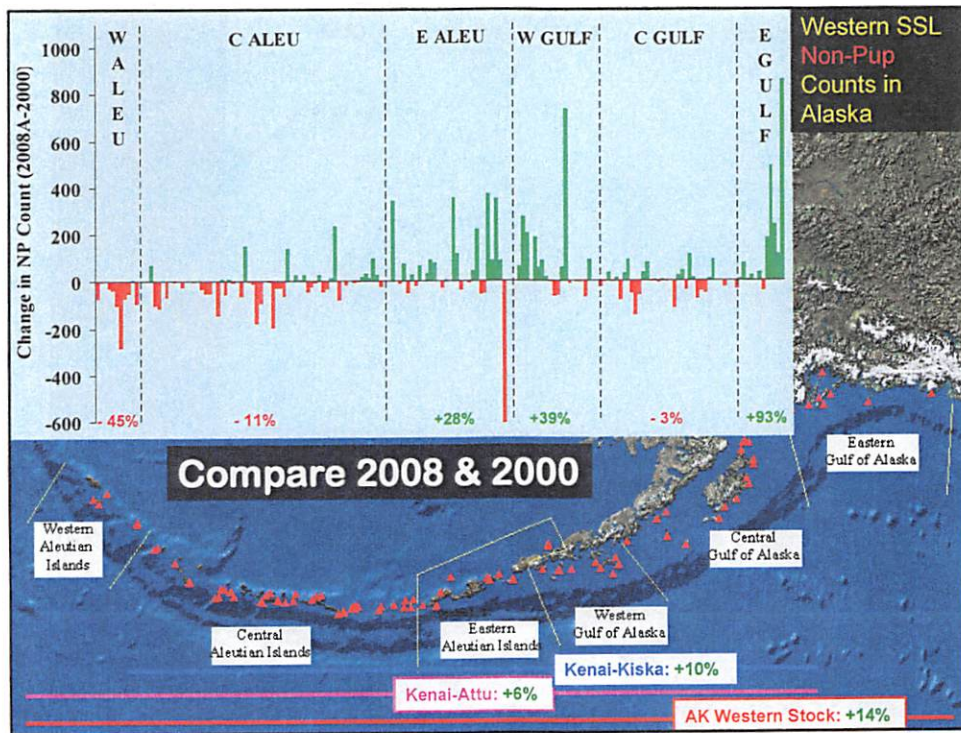 Western SSL
Non-Pup
Counts in
Alaska
W ALEU
C ALEU
E ALEU
W GULF
C GULF
E GULF
Change in NP Count (2008A-2000)
1000
800
600
400
200
0
-200
-400
-600
- 45%
- 11%
+28%
+39%
- 3%
+93%
Compare 2008 & 2000
Eastern
Gulf of Alaska
Western
Aleutian
Islands
Central
Gulf of Alaska
Central
Aleutian Islands
Eastern
Aleutian Islands
Western
Gulf of Alaska
Kenai-Kiska: +10%
Kenai-Attu: +6%
AK Western Stock: +14%